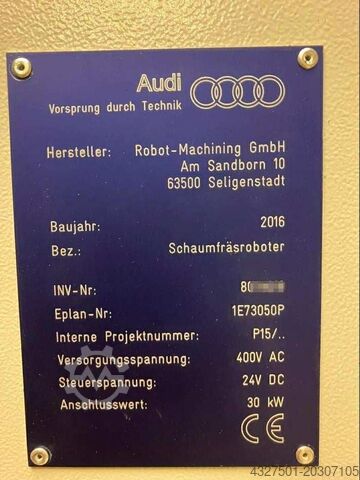 Audi
Vorsprung durch Technik
Hersteller: Robot-Machining GmbH
Am Sandborn 10
63500 Seligenstadt
Baujahr: 2016
Bez.: Schaumfräsroboter
INV-Nr: 80
Eplan-Nr: 1E73050P
Interne Projektnummer: P15/..
Versorgungsspannung: 400V AC
Steuerspannung: 24V DC
Anschlusswert: 30 kW
CE
4327501-20307105